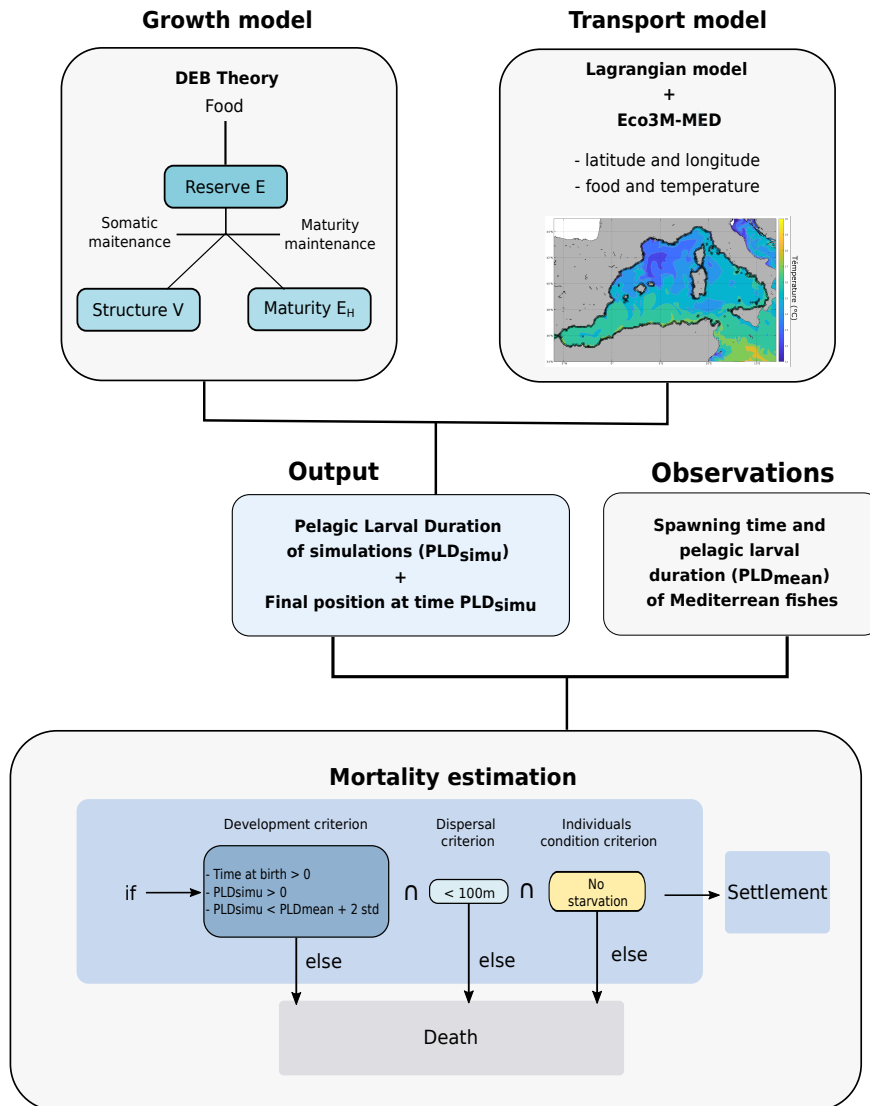 Growth model
Transport model
DEB Theory
Food
Reserve E
Somatic
maitenance
Maturity
maintenance
Structure V
Maturity E_H
Lagrangian model
+
Eco3M-MED
- latitude and longitude
- food and temperature
Température (°C)
Output
Observations
Pelagic Larval Duration
of simulations (PLDsimu)
+
Final position at time PLDsimu
Spawning time and
pelagic larval
duration (PLDmean)
of Mediterrean fishes
Mortality estimation
Development criterion
Dispersal
criterion
Individuals
condition criterion
if
- Time at birth > 0
- PLDsimu > 0
- PLDsimu < PLDmean + 2 std
∩
< 100m
∩
No
starvation
Settlement
else
else
else
Death